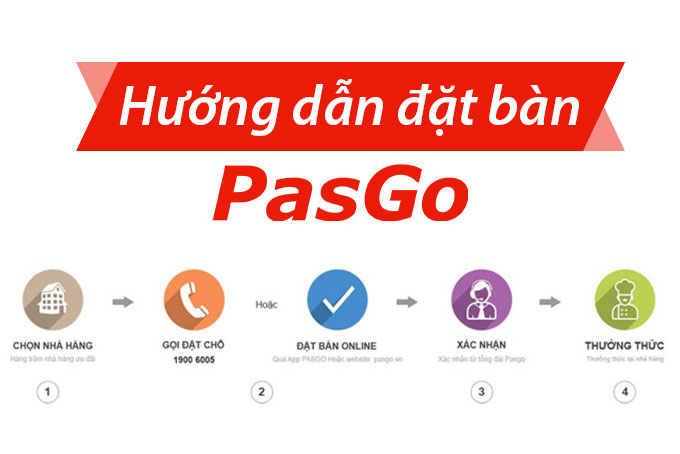 Hướng dẫn đặt bàn
PasGo
CHỌN NHÀ HÀNG
Hàng trăm nhà hàng ưu đãi
1
GỌI ĐẶT CHỖ
1900 6005
Hoặc
ĐẶT BÀN ONLINE
Qua App PASGO Hoặc website: pasgo.vn
2
XÁC NHẬN
Xác nhận từ tổng đài Pasgo
3
THƯỞNG THỨC
Thưởng thức tại nhà hàng
4